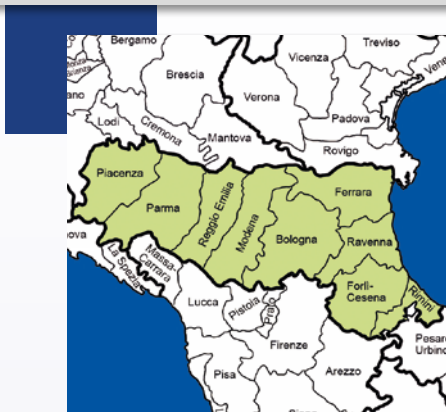 Bergamo
Treviso
Vicenza
Brescia
Verona
Padova
Lodi
Cremona
Mantova
Rovigo
Piacenza
Parma
Reggio Emilia
Modena
Ferrara
Bologna
Ravenna
Forlì-
Cesena
Rimini
La Spezia
Massa-
Carrara
Lucca
Pistoia
Prato
Firenze
Pesaro
Urbino
Pisa
Arezzo